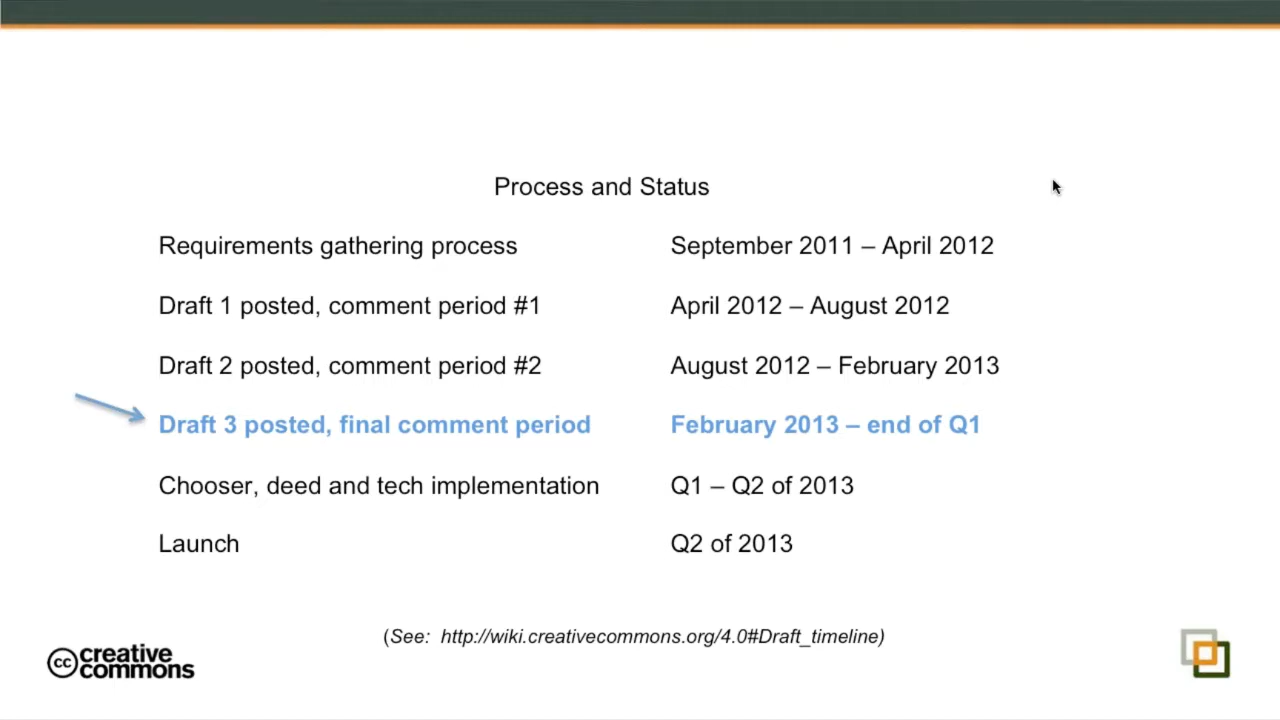 Process and Status
Requirements gathering process September 2011 – April 2012
Draft 1 posted, comment period #1 April 2012 – August 2012
Draft 2 posted, comment period #2 August 2012 – February 2013
Draft 3 posted, final comment period February 2013 – end of Q1
Chooser, deed and tech implementation Q1 – Q2 of 2013
Launch Q2 of 2013
(See: http://wiki.creativecommons.org/4.0#Draft_timeline)
cc creative
commons